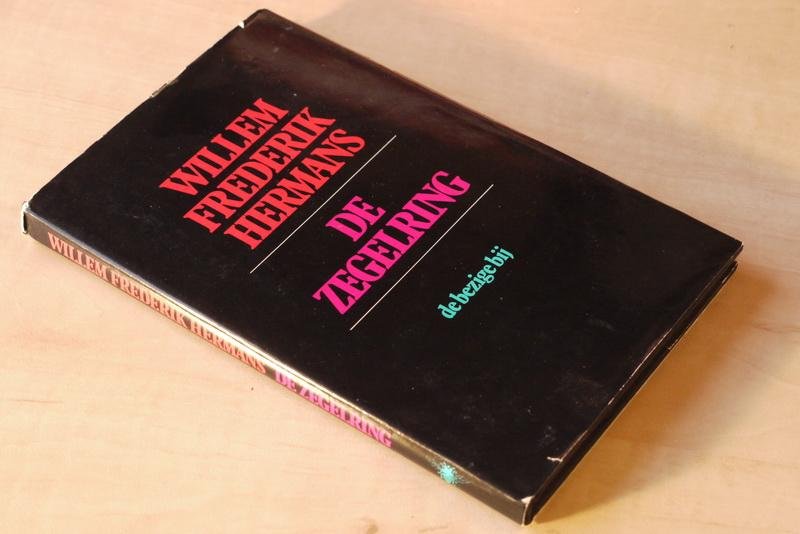 WILLEM
FREDERIK
HERMANS
DE
ZEGELRING
de bezige bij
WILLEM FREDERIK HERMANS DE ZEGELRING